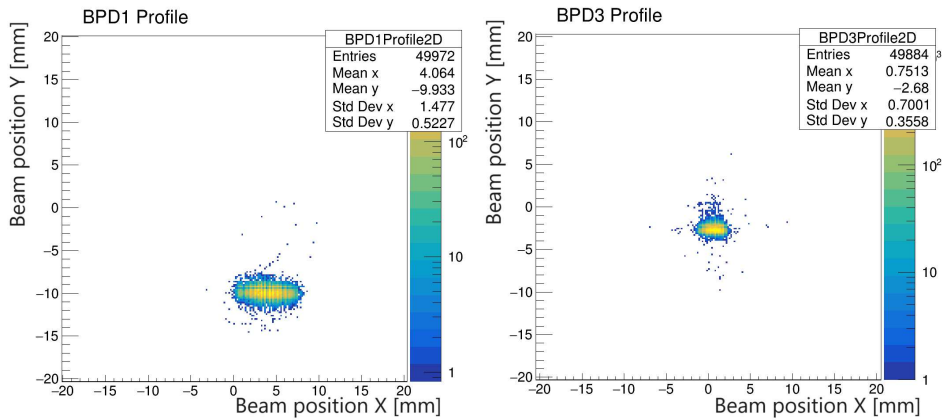 BPD1 Profile
BPD1Profile2D
Entries 49972
Mean x 4.064
Mean y −9.933
Std Dev x 1.477
Std Dev y 0.5227
Beam position Y [mm]
20
15
10
5
0
−5
−10
−15
−20
−20 −15 −10 −5 0 5 10 15 20
Beam position X [mm]
10²
10
1
BPD3 Profile
BPD3Profile2D
Entries 49884
Mean x 0.7513
Mean y −2.68
Std Dev x 0.7001
Std Dev y 0.3558
Beam position Y [mm]
20
15
10
5
0
−5
−10
−15
−20
−20 −15 −10 −5 0 5 10 15 20
Beam position X [mm]
3
10²
10
1